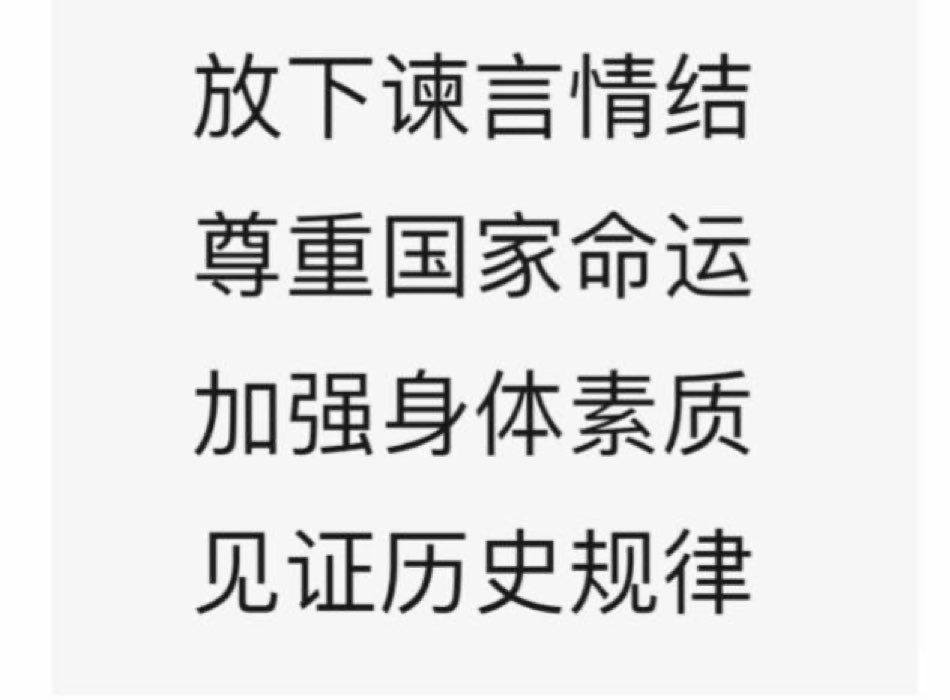 放下谏言情结
尊重国家命运
加强身体素质
见证历史规律